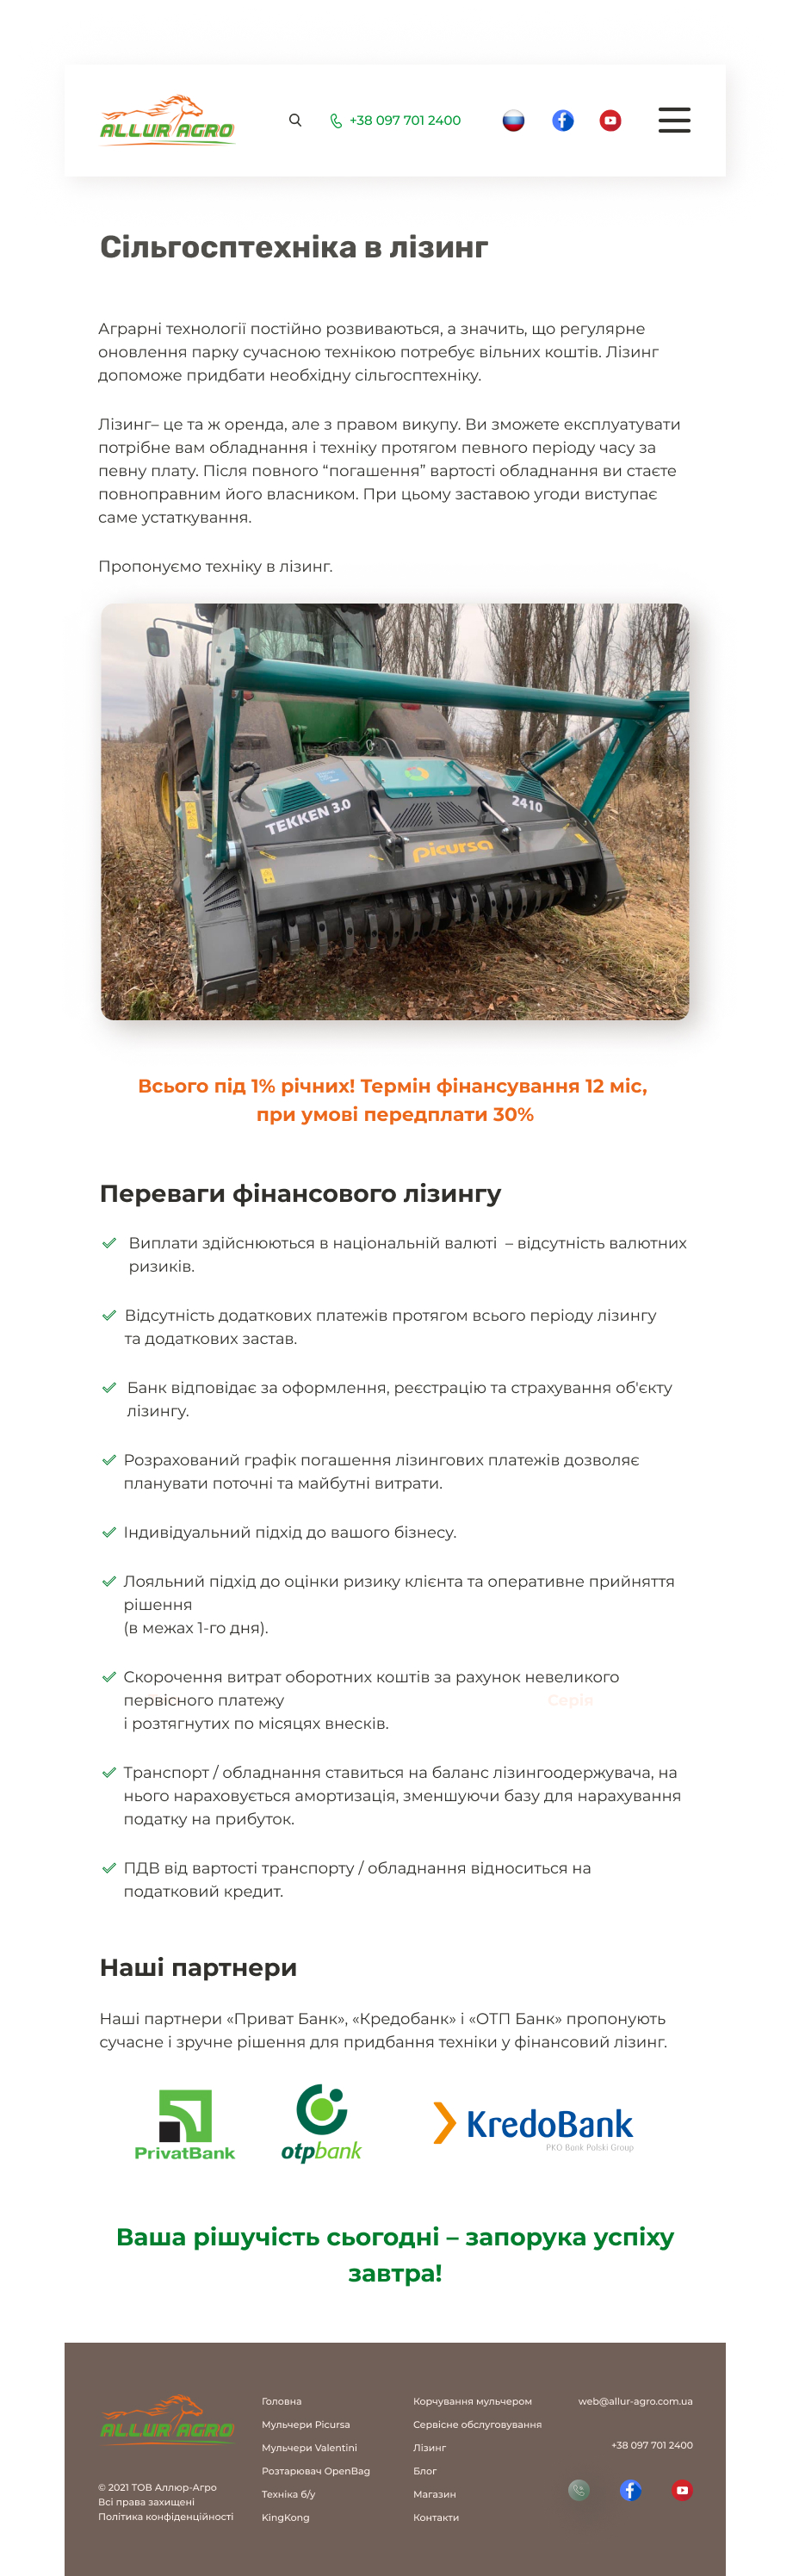 ALLUR AGRO
+38 097 701 2400
Сільгосптехніка в лізинг
Аграрні технології постійно розвиваються, а значить, що регулярне
оновлення парку сучасною технікою потребує вільних коштів. Лізинг
допоможе придбати необхідну сільгосптехніку.
Лізинг– це та ж оренда, але з правом викупу. Ви зможете експлуатувати
потрібне вам обладнання і техніку протягом певного періоду часу за
певну плату. Після повного “погашення” вартості обладнання ви стаєте
повноправним його власником. При цьому заставою угоди виступає
саме устаткування.
Пропонуємо техніку в лізинг.
TEKKEN 3.0
2410
picursa
Всього під 1% річних! Термін фінансування 12 міс,
при умові передплати 30%
Переваги фінансового лізингу
Виплати здійснюються в національній валюті – відсутність валютних
ризиків.
Відсутність додаткових платежів протягом всього періоду лізингу
та додаткових застав.
Банк відповідає за оформлення, реєстрацію та страхування об'єкту
лізингу.
Розрахований графік погашення лізингових платежів дозволяє
планувати поточні та майбутні витрати.
Індивідуальний підхід до вашого бізнесу.
Лояльний підхід до оцінки ризику клієнта та оперативне прийняття
рішення
(в межах 1-го дня).
Скорочення витрат оборотних коштів за рахунок невеликого
первісного платежу
Серія
і розтягнутих по місяцях внесків.
Транспорт / обладнання ставиться на баланс лізингоодержувача, на
нього нараховується амортизація, зменшуючи базу для нарахування
податку на прибуток.
ПДВ від вартості транспорту / обладнання відноситься на
податковий кредит.
Наші партнери
Наші партнери «Приват Банк», «Кредобанк» і «ОТП Банк» пропонують
сучасне і зручне рішення для придбання техніки у фінансовий лізинг.
PrivatBank
otpbank
KredoBank
PKO Bank Polski Group
Ваша рішучість сьогодні – запорука успіху
завтра!
ALLUR AGRO
© 2021 ТОВ Аллюр-Агро
Всі права захищені
Політика конфіденційності
Головна
Мульчери Picursa
Мульчери Valentini
Розтарювач OpenBag
Техніка б/у
KingKong
Корчування мульчером
Сервісне обслуговування
Лізинг
Блог
Магазин
Контакти
web@allur-agro.com.ua
+38 097 701 2400